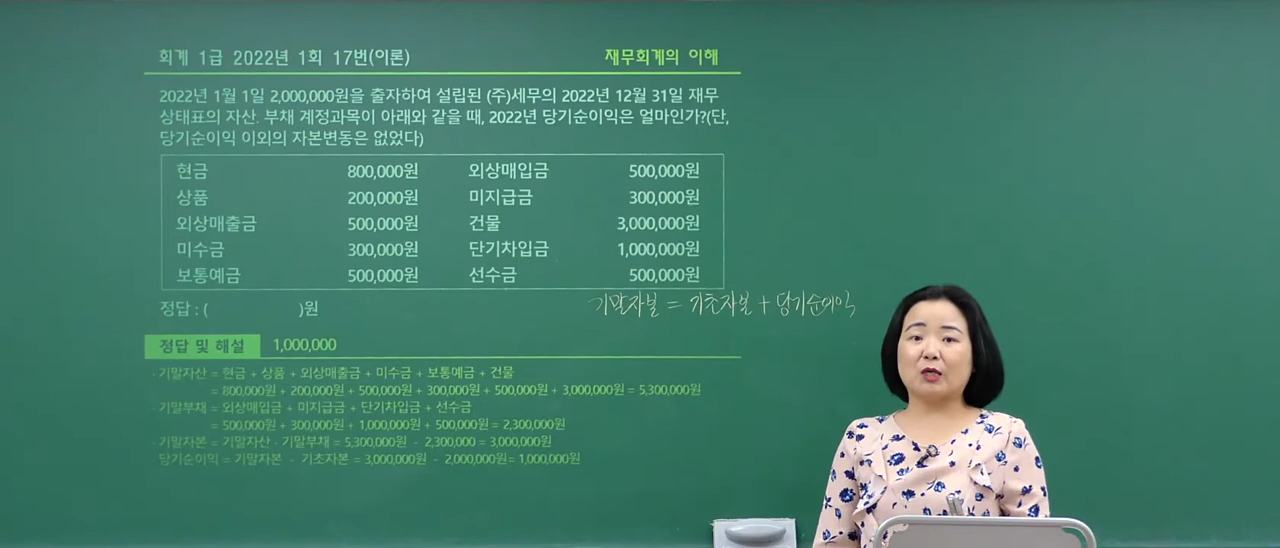 회계 1급 2022년 1회 17번(이론) 재무회계의 이해
2022년 1월 1일 2,000,000원을 출자하여 설립된 (주)세무의 2022년 12월 31일 재무
상태표의 자산. 부채 계정과목이 아래와 같을 때, 2022년 당기순이익은 얼마인가?(단,
당기순이익 이외의 자본변동은 없었다)
현금 800,000원 외상매입금 500,000원
상품 200,000원 미지급금 300,000원
외상매출금 500,000원 건물 3,000,000원
미수금 300,000원 단기차입금 1,000,000원
보통예금 500,000원 선수금 500,000원
기말자본 = 기초자본 + 당기순이익
정답 : ( )원
정답 및 해설 1,000,000
· 기말자산 = 현금 + 상품 + 외상매출금 + 미수금 + 보통예금 + 건물
= 800,000원 + 200,000원 + 500,000원 + 300,000원 + 500,000원 + 3,000,000원 = 5,300,000원
· 기말부채 = 외상매입금 + 미지급금 + 단기차입금 + 선수금
= 500,000원 + 300,000원 + 1,000,000원 + 500,000원 = 2,300,000원
· 기말자본 = 기말자산 - 기말부채 = 5,300,000원 - 2,300,000 = 3,000,000원
당기순이익 = 기말자본 - 기초자본 = 3,000,000원 - 2,000,000원= 1,000,000원